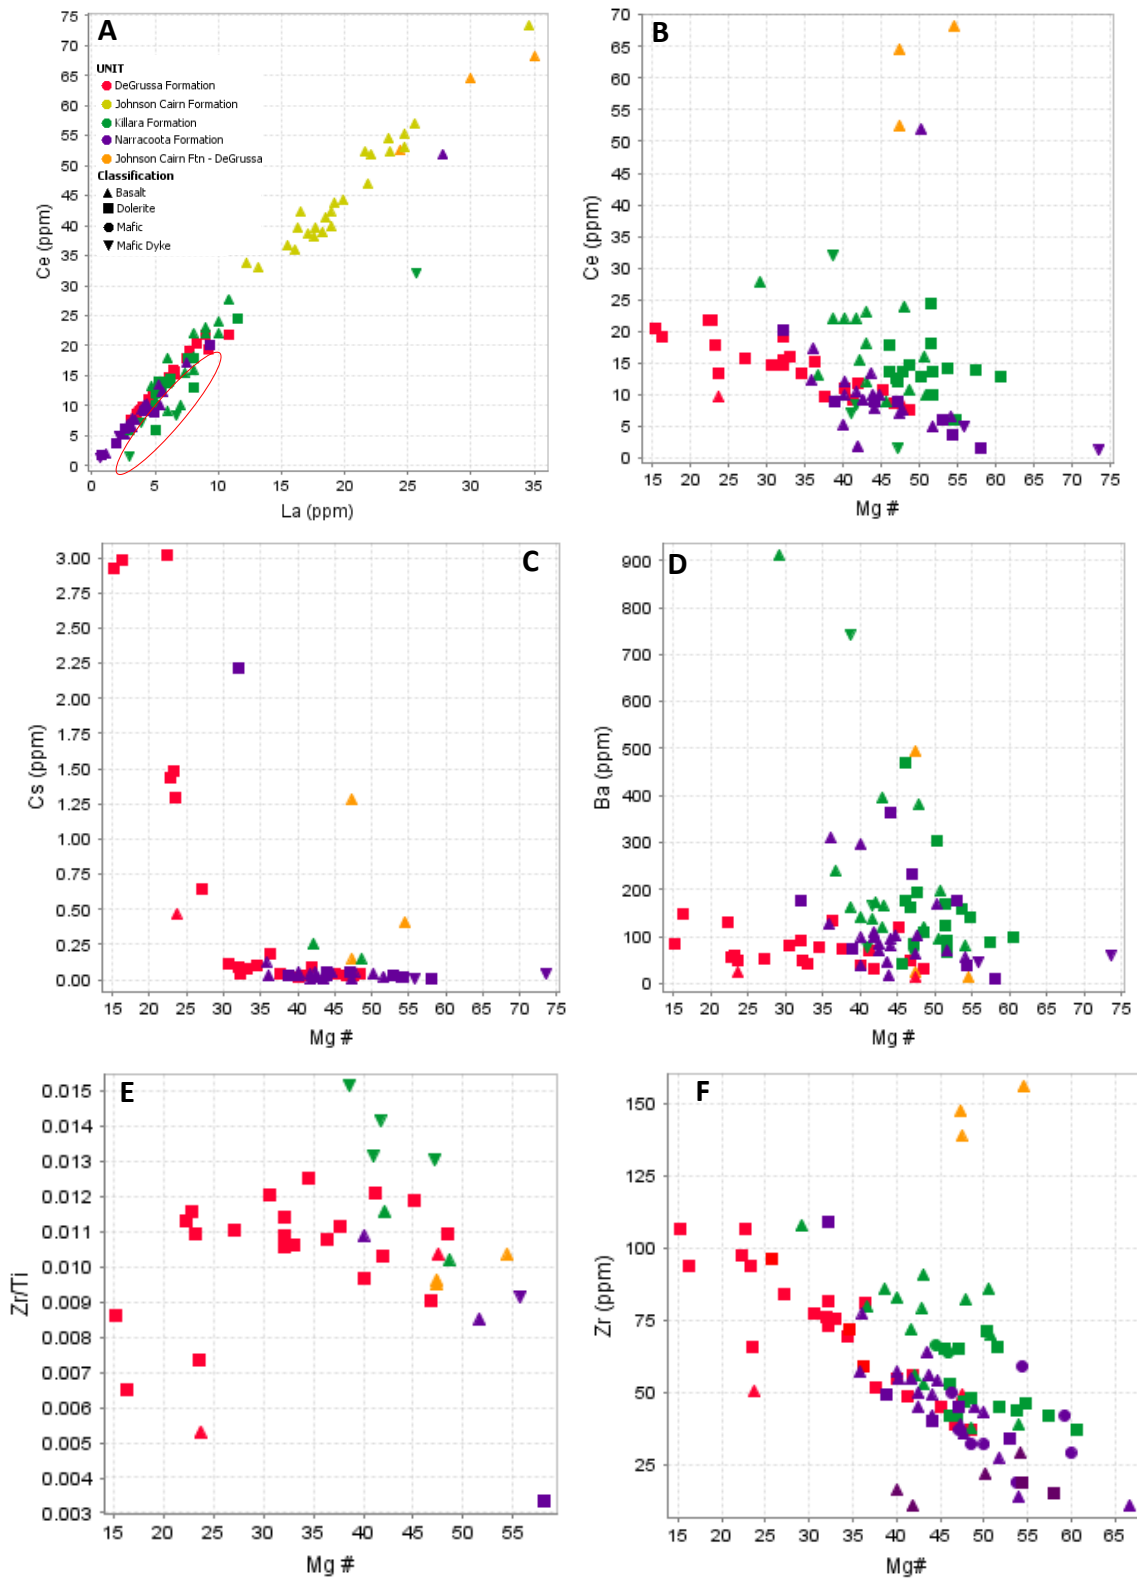 A
75
70
65
60
55
50
45
40
35
30
25
20
15
10
5
0
Ce (ppm)
UNIT
DeGrussa Formation
Johnson Cairn Formation
Killara Formation
Narracoota Formation
Johnson Cairn Ftn - DeGrussa
Classification
Basalt
Dolerite
Mafic
Mafic Dyke
0 5 10 15 20 25 30 35
La (ppm)
B
70
65
60
55
50
45
40
35
30
25
20
15
10
5
0
Ce (ppm)
15 20 25 30 35 40 45 50 55 60 65 70 75
Mg #
C
3.00
2.75
2.50
2.25
2.00
1.75
1.50
1.25
1.00
0.75
0.50
0.25
0.00
Cs (ppm)
15 20 25 30 35 40 45 50 55 60 65 70 75
Mg #
D
900
800
700
600
500
400
300
200
100
0
Ba (ppm)
15 20 25 30 35 40 45 50 55 60 65 70 75
Mg #
E
0.015
0.014
0.013
0.012
0.011
0.010
0.009
0.008
0.007
0.006
0.005
0.004
0.003
Zr/Ti
15 20 25 30 35 40 45 50 55
Mg #
F
150
125
100
75
50
25
Zr (ppm)
15 20 25 30 35 40 45 50 55 60 65
Mg#